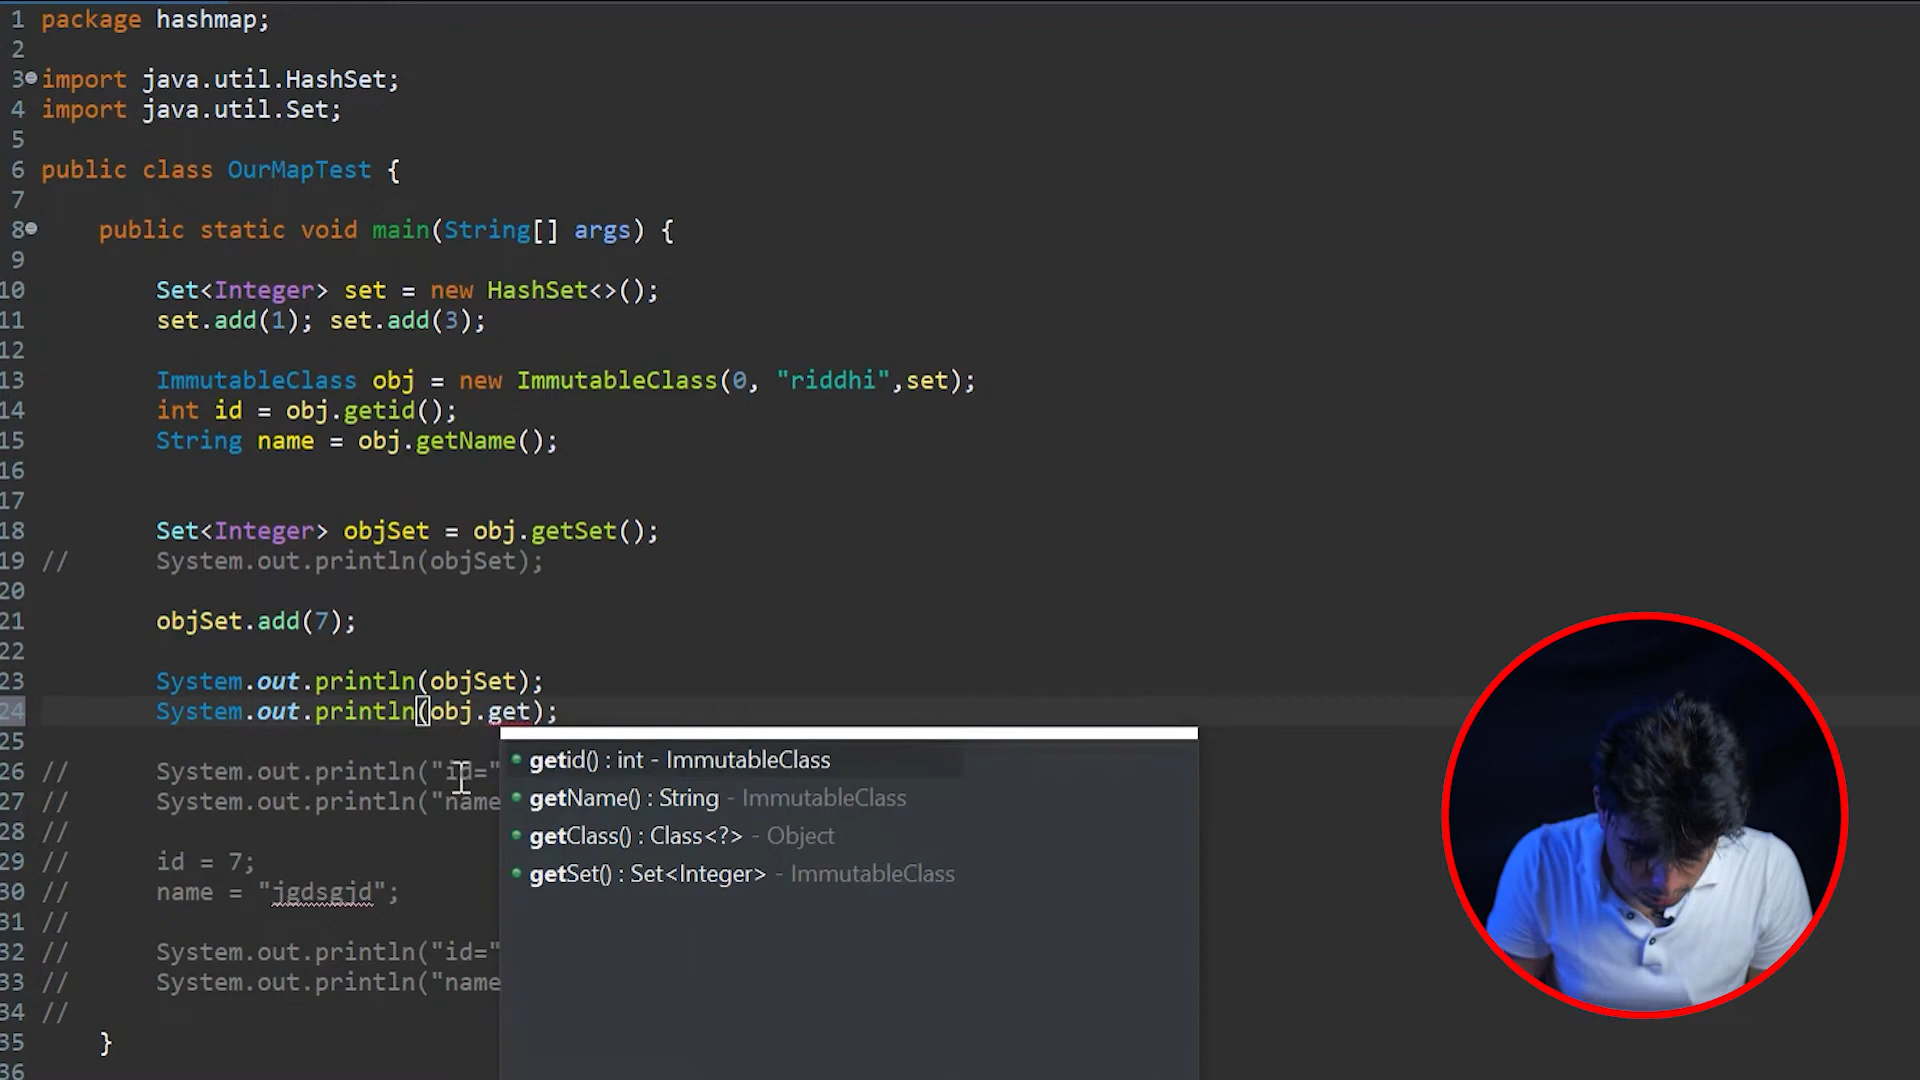 1 package hashmap;
2
3 import java.util.HashSet;
4 import java.util.Set;
5
6 public class OurMapTest {
7
8 public static void main(String[] args) {
9
10 Set<Integer> set = new HashSet<>();
11 set.add(1); set.add(3);
12
13 ImmutableClass obj = new ImmutableClass(0, "riddhi",set);
14 int id = obj.getid();
15 String name = obj.getName();
16
17
18 Set<Integer> objSet = obj.getSet();
19 // System.out.println(objSet);
20
21 objSet.add(7);
22
23 System.out.println(objSet);
24 System.out.println(obj.get);
25
getid() : int - ImmutableClass
getName() : String - ImmutableClass
getClass() : Class<?> - Object
getSet() : Set<Integer> - ImmutableClass
26 // System.out.println("id="
27 // System.out.println("name
28 //
29 // id = 7;
30 // name = "jgdsgjd";
31 //
32 // System.out.println("id="
33 // System.out.println("name
34 //
35 }
36